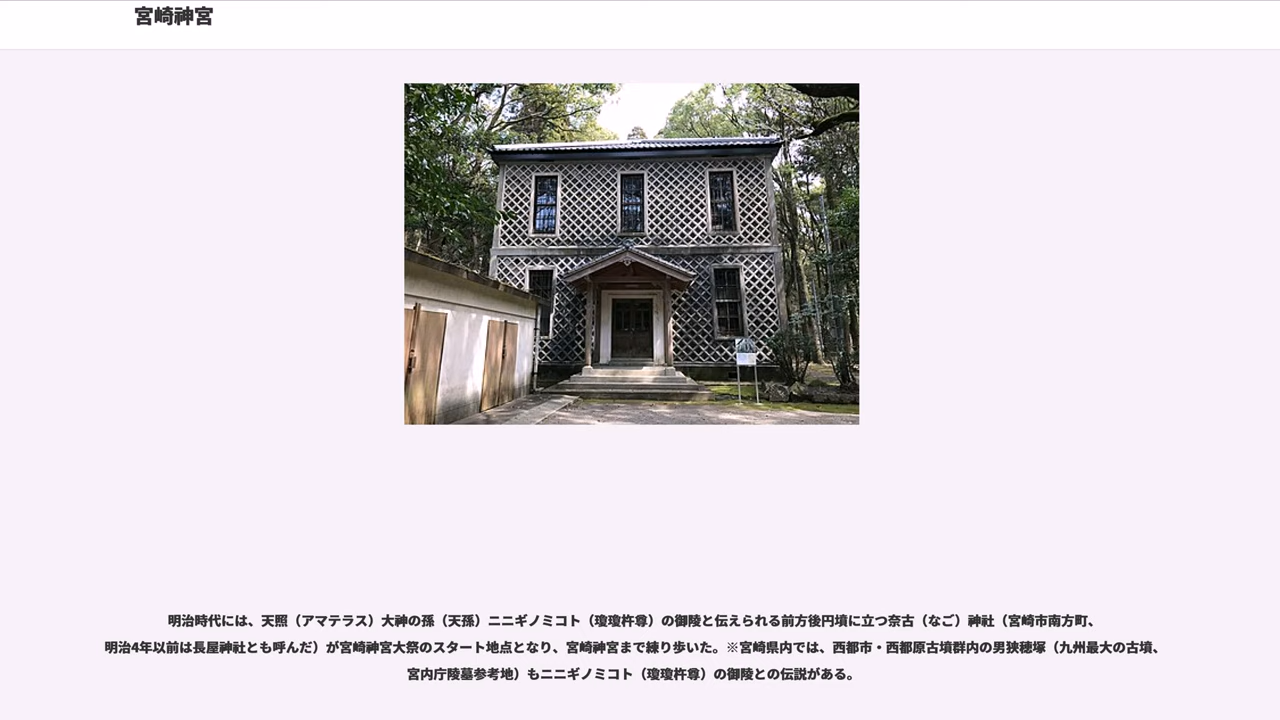 宮崎神宮
明治時代には、天照（アマテラス）大神の孫（天孫）ニニギノミコト（瓊瓊杵尊）の御陵と伝えられる前方後円墳に立つ奈古（なご）神社（宮崎市南方町、
明治4年以前は長屋神社とも呼んだ）が宮崎神宮大祭のスタート地点となり、宮崎神宮まで練り歩いた。※宮崎県内では、西都市・西都原古墳群内の男狭穂塚（九州最大の古墳、
宮内庁陵墓参考地）もニニギノミコト（瓊瓊杵尊）の御陵との伝説がある。